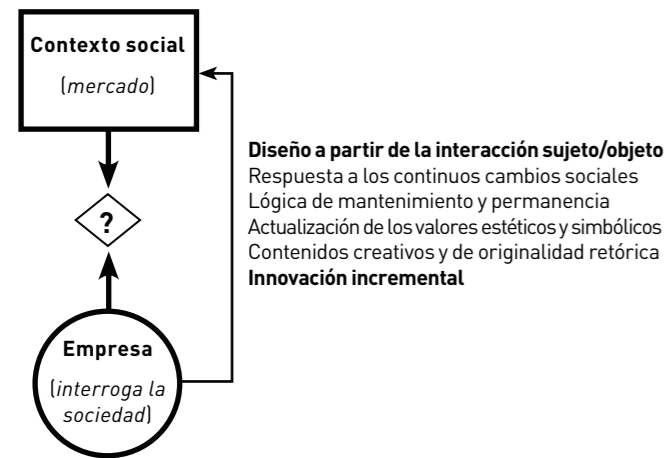 Contexto social
(mercado)
?
Empresa
(interroga la
sociedad)
Diseño a partir de la interacción sujeto/objeto
Respuesta a los continuos cambios sociales
Lógica de mantenimiento y permanencia
Actualización de los valores estéticos y simbólicos
Contenidos creativos y de originalidad retórica
Innovación incremental